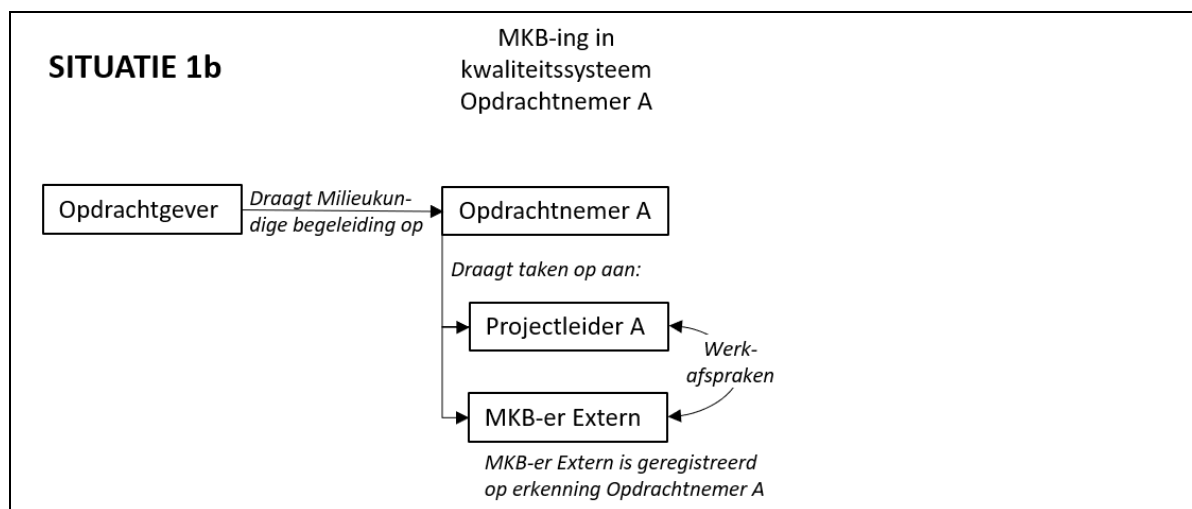 SITUATIE 1b
MKB-ing in
kwaliteitssysteem
Opdrachtnemer A
Opdrachtgever
Draagt Milieukun-
dige begeleiding op
Opdrachtnemer A
Draagt taken op aan:
Projectleider A
Werk-
afspraken
MKB-er Extern
MKB-er Extern is geregistreerd
op erkenning Opdrachtnemer A